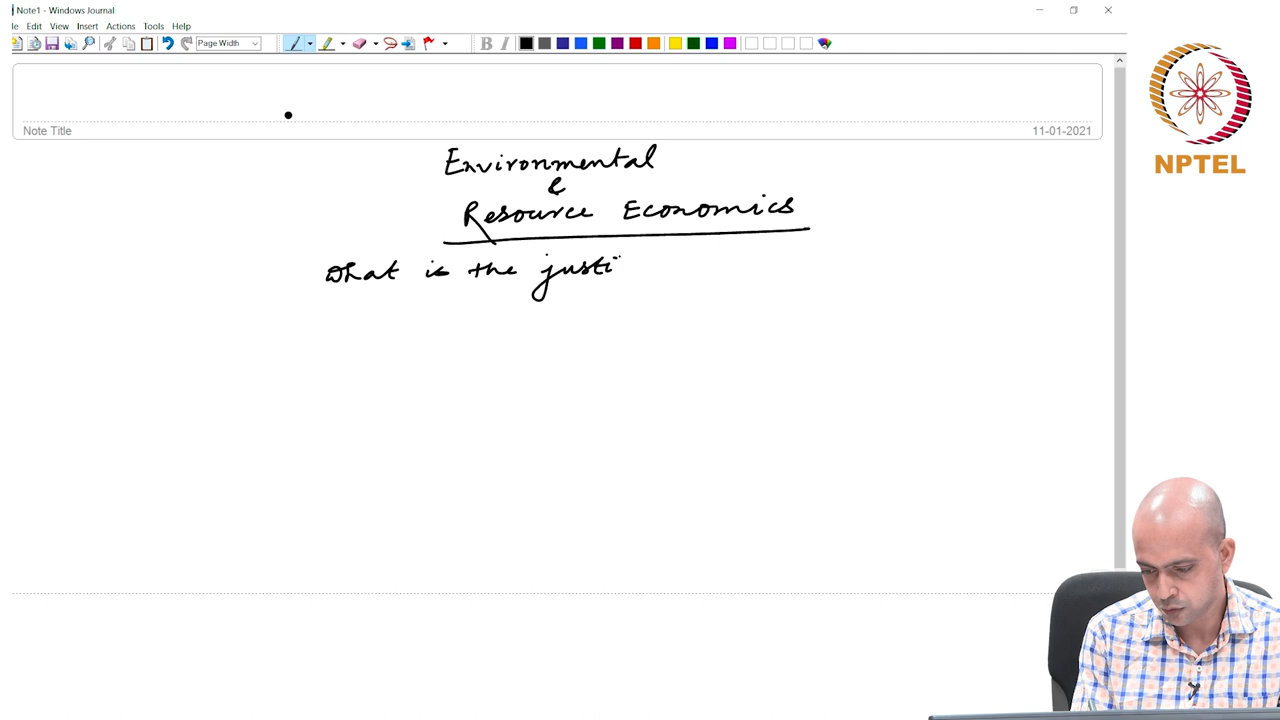 Note1 - Windows Journal
le Edit View Insert Actions Tools Help
Page Width
B I
Note Title
11-01-2021
NPTEL
Environmental
&
Resource Economics
What is the justi